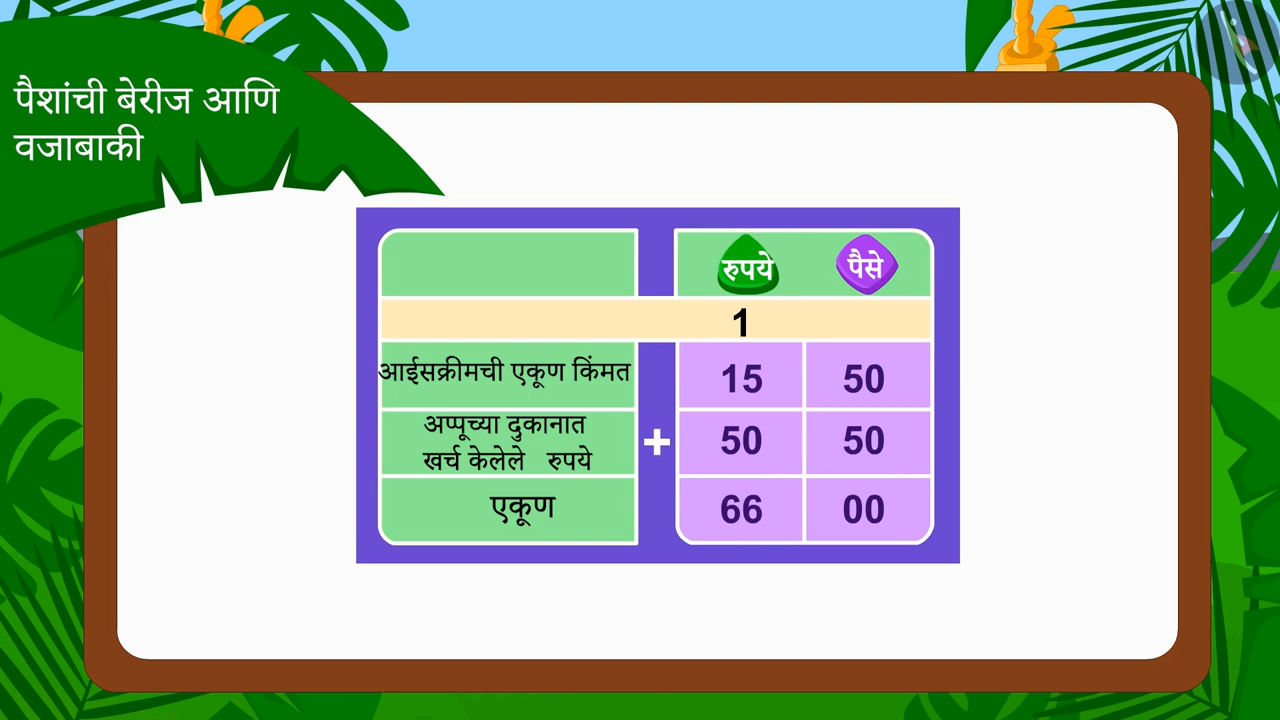 पैशांची बेरीज आणि
वजाबाकी
रुपये पैसे
1
आईसक्रीमची एकूण किंमत 15 50
अप्पूच्या दुकानात
खर्च केलेले रुपये + 50 50
एकूण 66 00